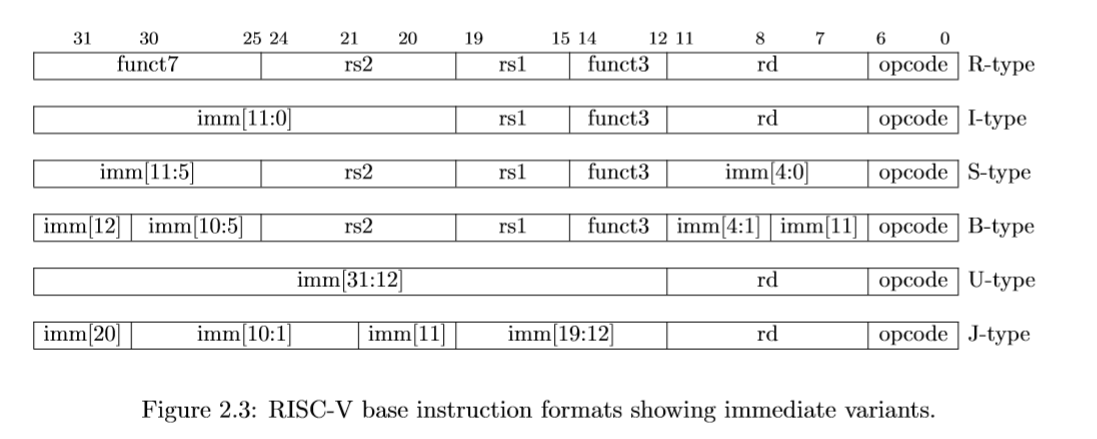 31 30 25 24 21 20 19 15 14 12 11 8 7 6 0
funct7 rs2 rs1 funct3 rd opcode R-type
imm[11:0] rs1 funct3 rd opcode I-type
imm[11:5] rs2 rs1 funct3 imm[4:0] opcode S-type
imm[12] imm[10:5] rs2 rs1 funct3 imm[4:1] imm[11] opcode B-type
imm[31:12] rd opcode U-type
imm[20] imm[10:1] imm[11] imm[19:12] rd opcode J-type
Figure 2.3: RISC-V base instruction formats showing immediate variants.